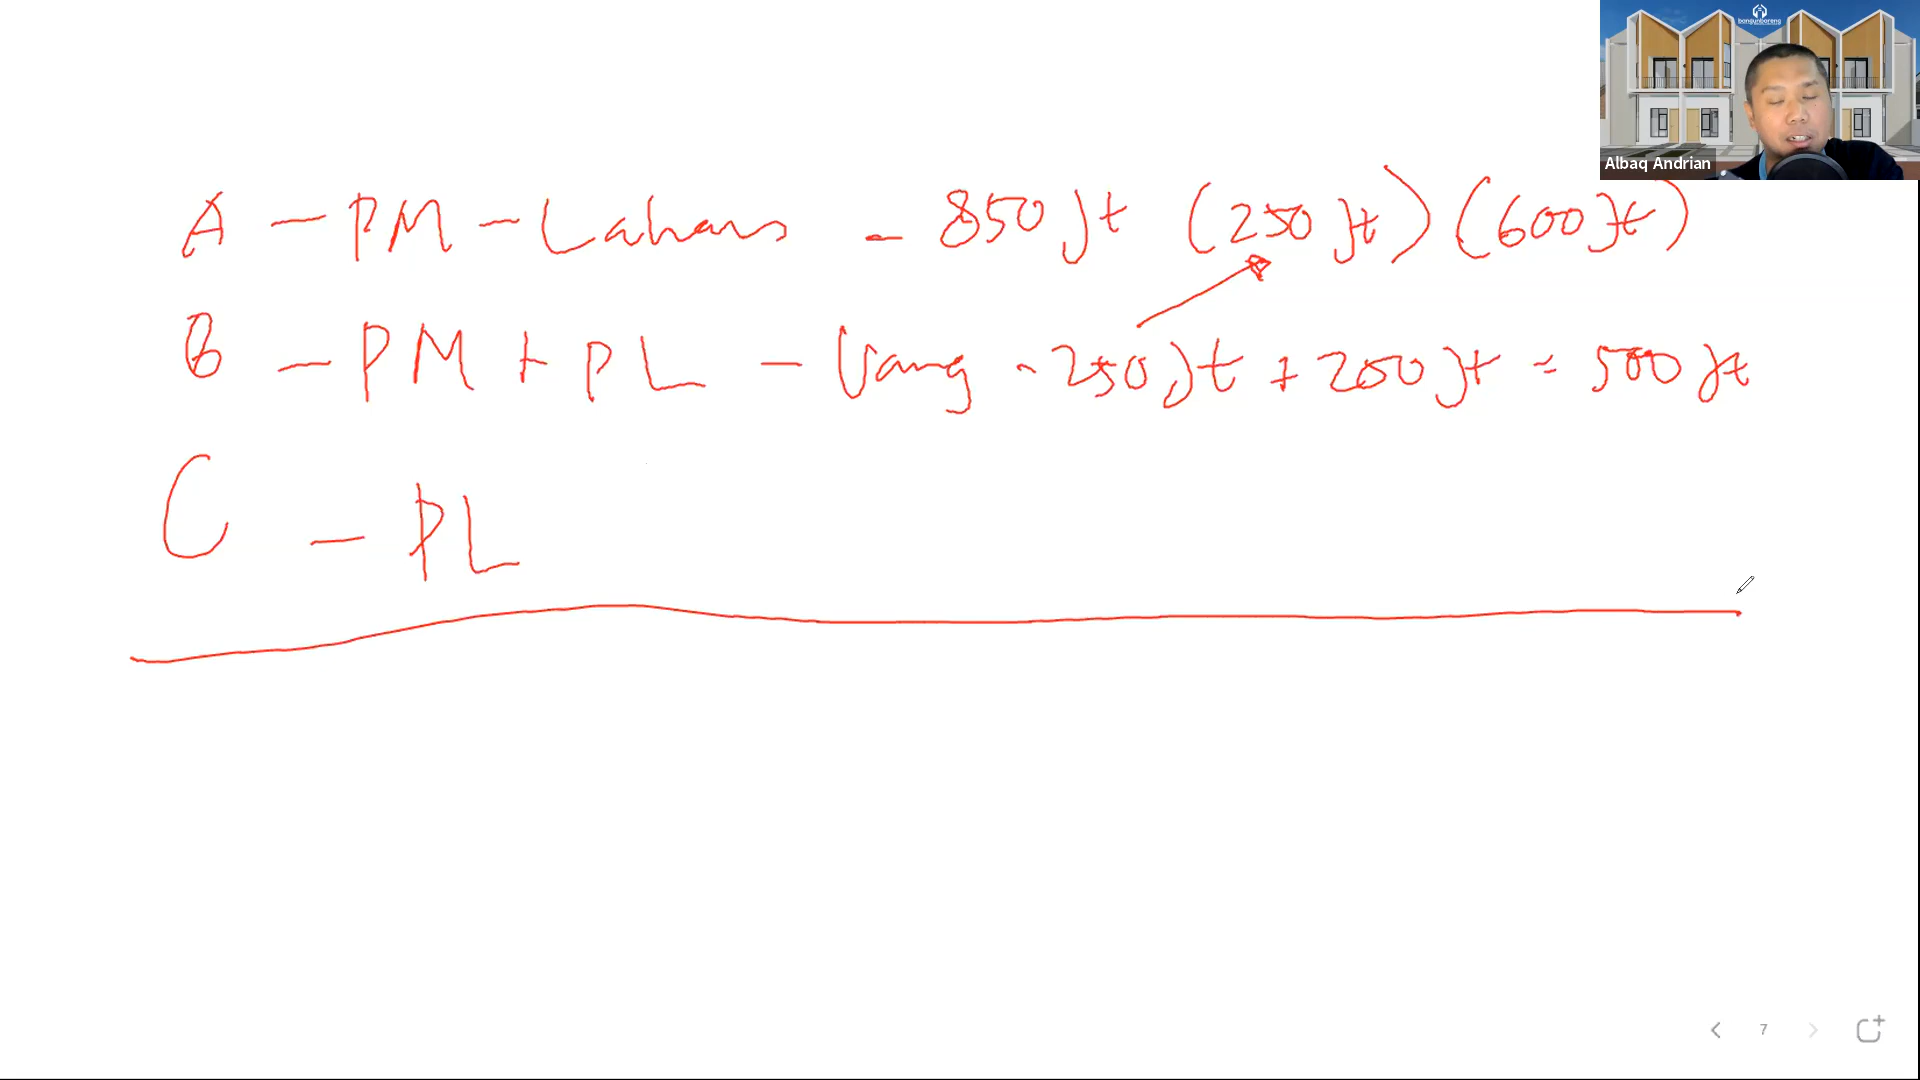 bangunbareng
Albaq Andrian
A - PM - Lahan - 850 jt (250 jt) (600 jt)
B - PM + PL - Uang - 250 jt + 250 jt = 500 jt
C - PL
7